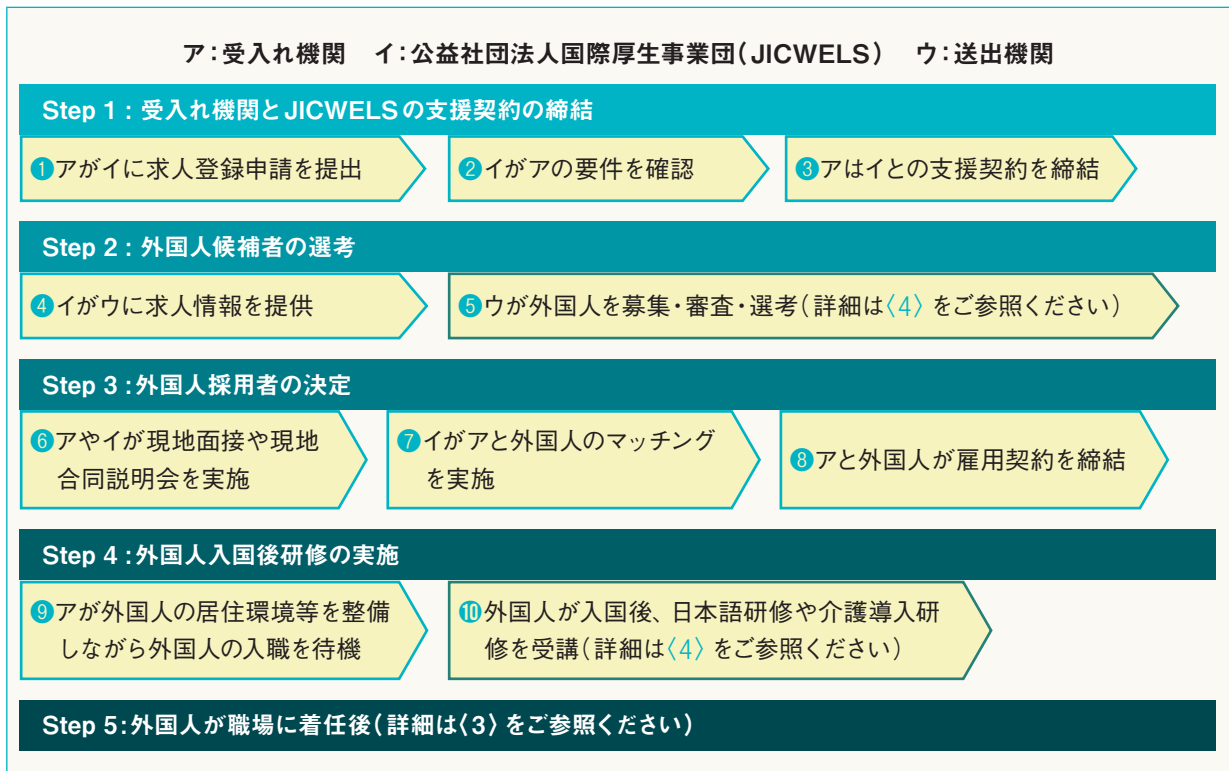 ア：受入れ機関　イ：公益社団法人国際厚生事業団（JICWELS）　ウ：送出機関
Step 1：受入れ機関とJICWELSの支援契約の締結
❶アがイに求人登録申請を提出
❷イがアの要件を確認
❸アはイとの支援契約を締結
Step 2：外国人候補者の選考
❹イがウに求人情報を提供
❺ウが外国人を募集・審査・選考（詳細は〈4〉をご参照ください）
Step 3：外国人採用者の決定
❻アやイが現地面接や現地
合同説明会を実施
❼イがアと外国人のマッチング
を実施
❽アと外国人が雇用契約を締結
Step 4：外国人入国後研修の実施
❾アが外国人の居住環境等を整備
しながら外国人の入職を待機
❿外国人が入国後、日本語研修や介護導入研
修を受講（詳細は〈4〉をご参照ください）
Step 5：外国人が職場に着任後（詳細は〈3〉をご参照ください）